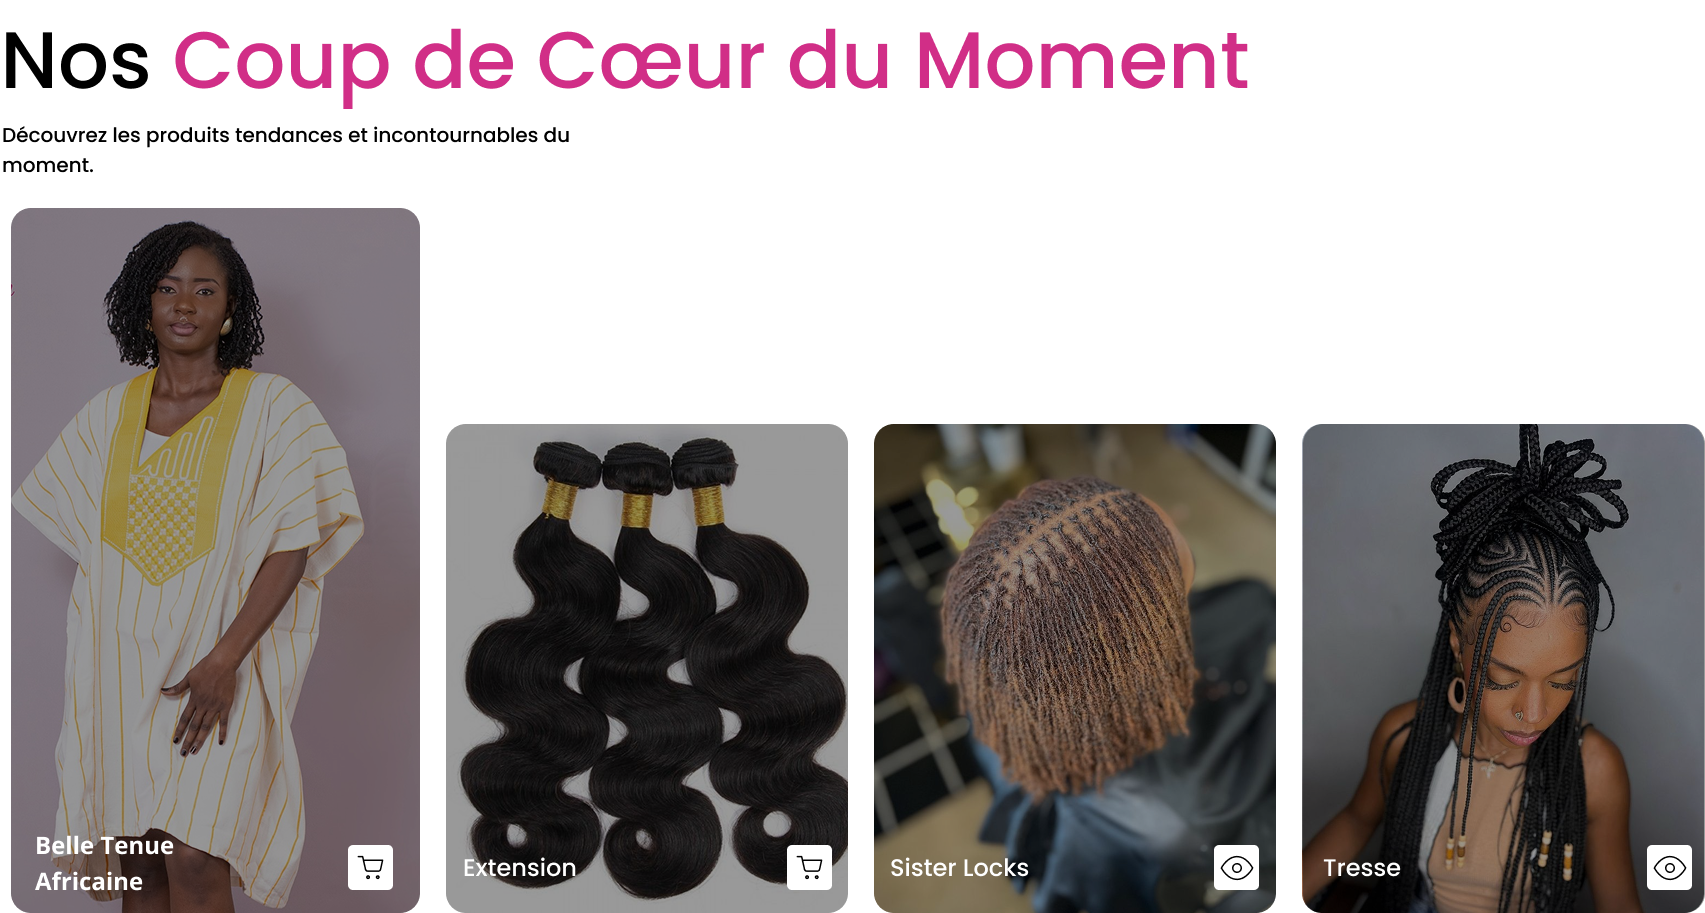 Nos Coup de Cœur du Moment
Découvrez les produits tendances et incontournables du
moment.
Belle Tenue
Africaine
Extension
Sister Locks
Tresse